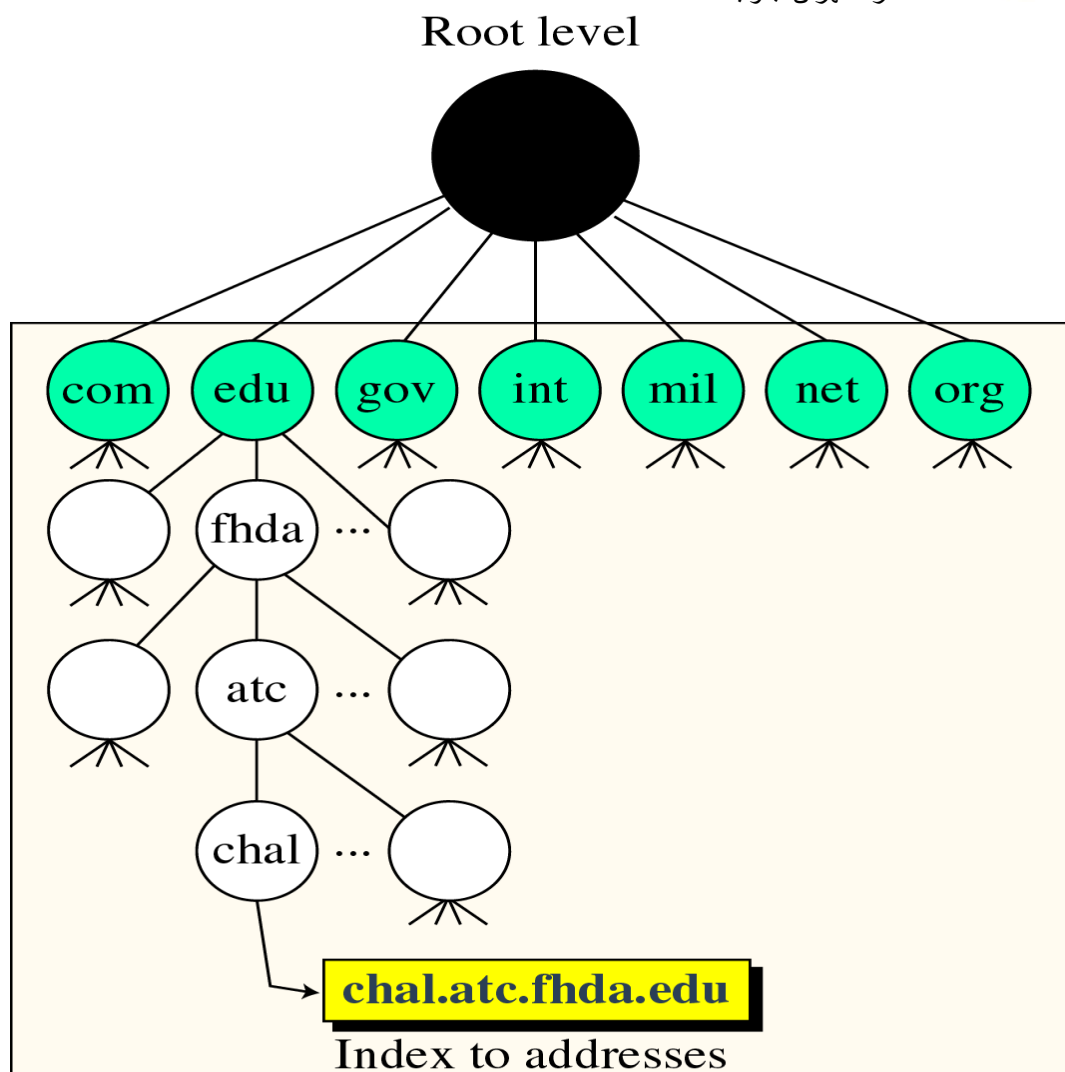 Root level
com edu gov int mil net org
fhda ...
atc ...
chal ...
chal.atc.fhda.edu
Index to addresses